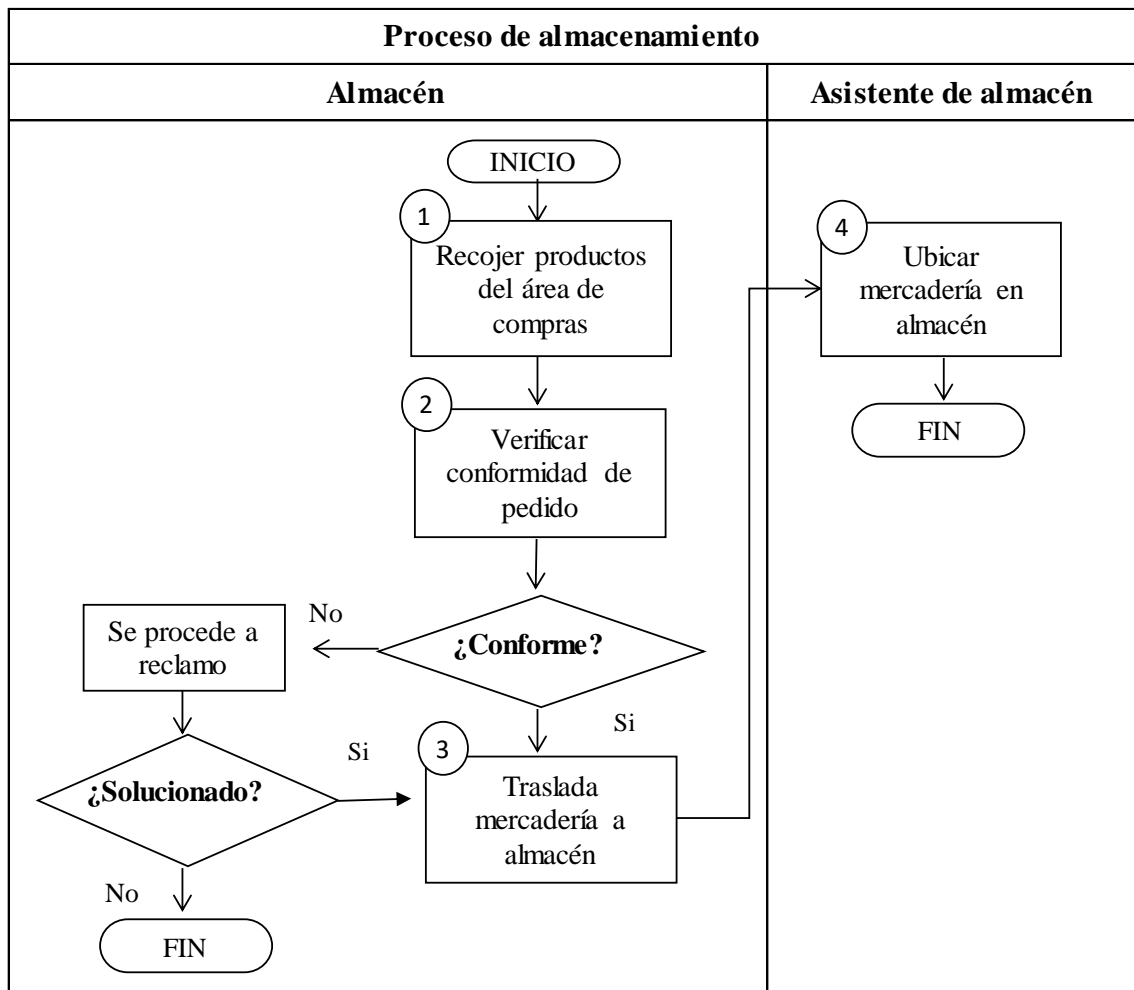 Proceso de almacenamiento
Almacén
Asistente de almacén
INICIO
1
Recojer productos
del área de
compras
2
Verificar
conformidad de
pedido
¿Conforme?
No
Se procede a
reclamo
Si
¿Solucionado?
Si
3
Traslada
mercadería a
almacén
No
FIN
4
Ubicar
mercadería en
almacén
FIN